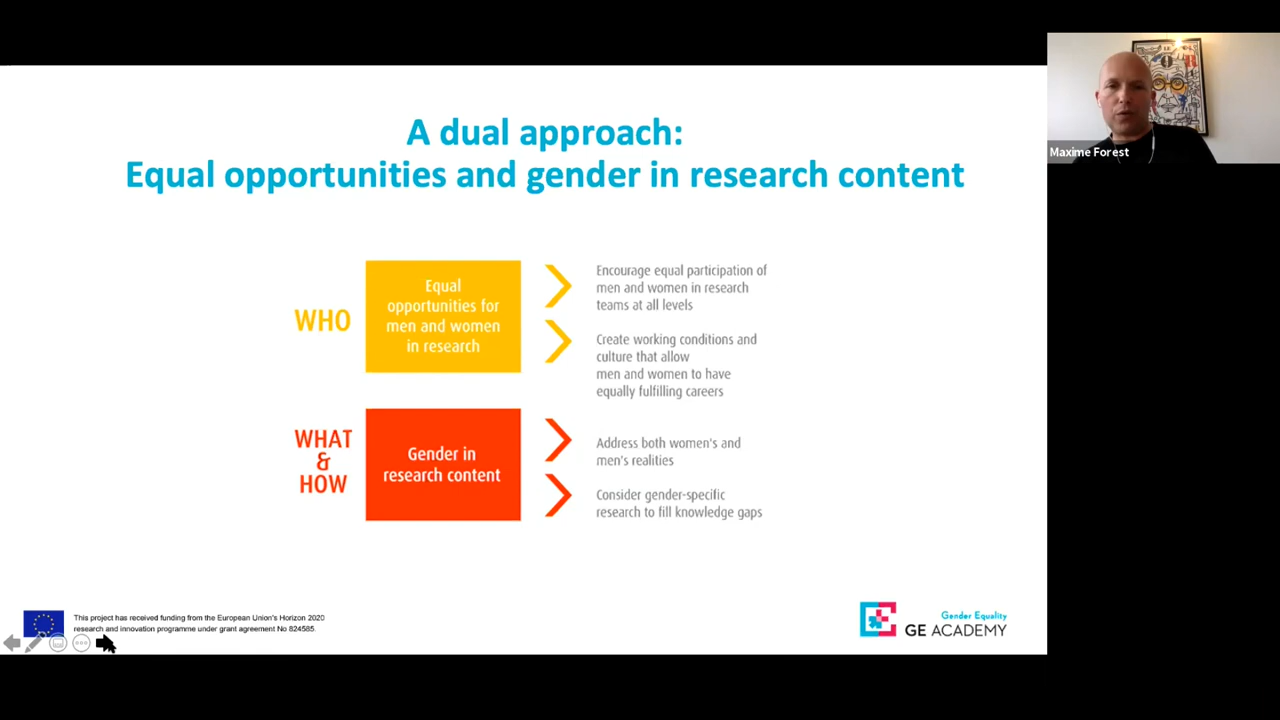 A dual approach:
Equal opportunities and gender in research content
Maxime Forest
WHO
Equal
opportunities for
men and women
in research
Encourage equal participation of
men and women in research
teams at all levels
Create working conditions and
culture that allow
men and women to have
equally fulfilling careers
WHAT
&
HOW
Gender in
research content
Address both women's and
men's realities
Consider gender-specific
research to fill knowledge gaps
This project has received funding from the European Union's Horizon 2020
research and innovation programme under grant agreement No 824585.
Gender Equality
GE ACADEMY